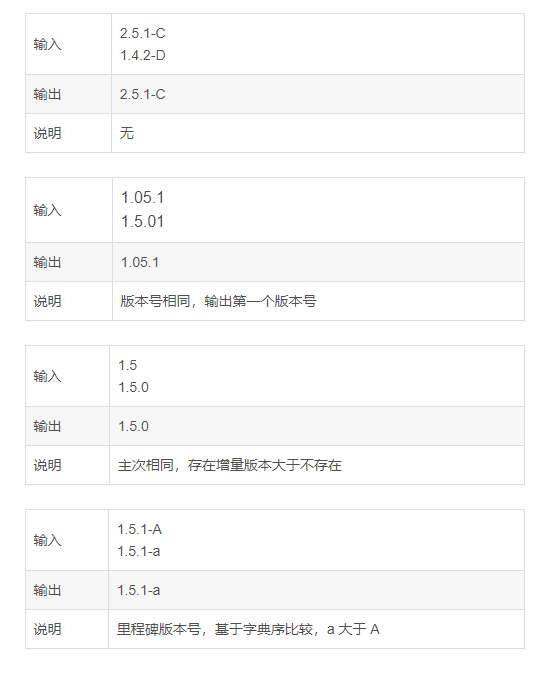 输入
2.5.1-C
1.4.2-D
输出
2.5.1-C
说明
无
输入
1.05.1
1.5.01
输出
1.05.1
说明
版本号相同，输出第一个版本号
输入
1.5
1.5.0
输出
1.5.0
说明
主次相同，存在增量版本大于不存在
输入
1.5.1-A
1.5.1-a
输出
1.5.1-a
说明
里程碑版本号，基于字典序比较，a 大于 A